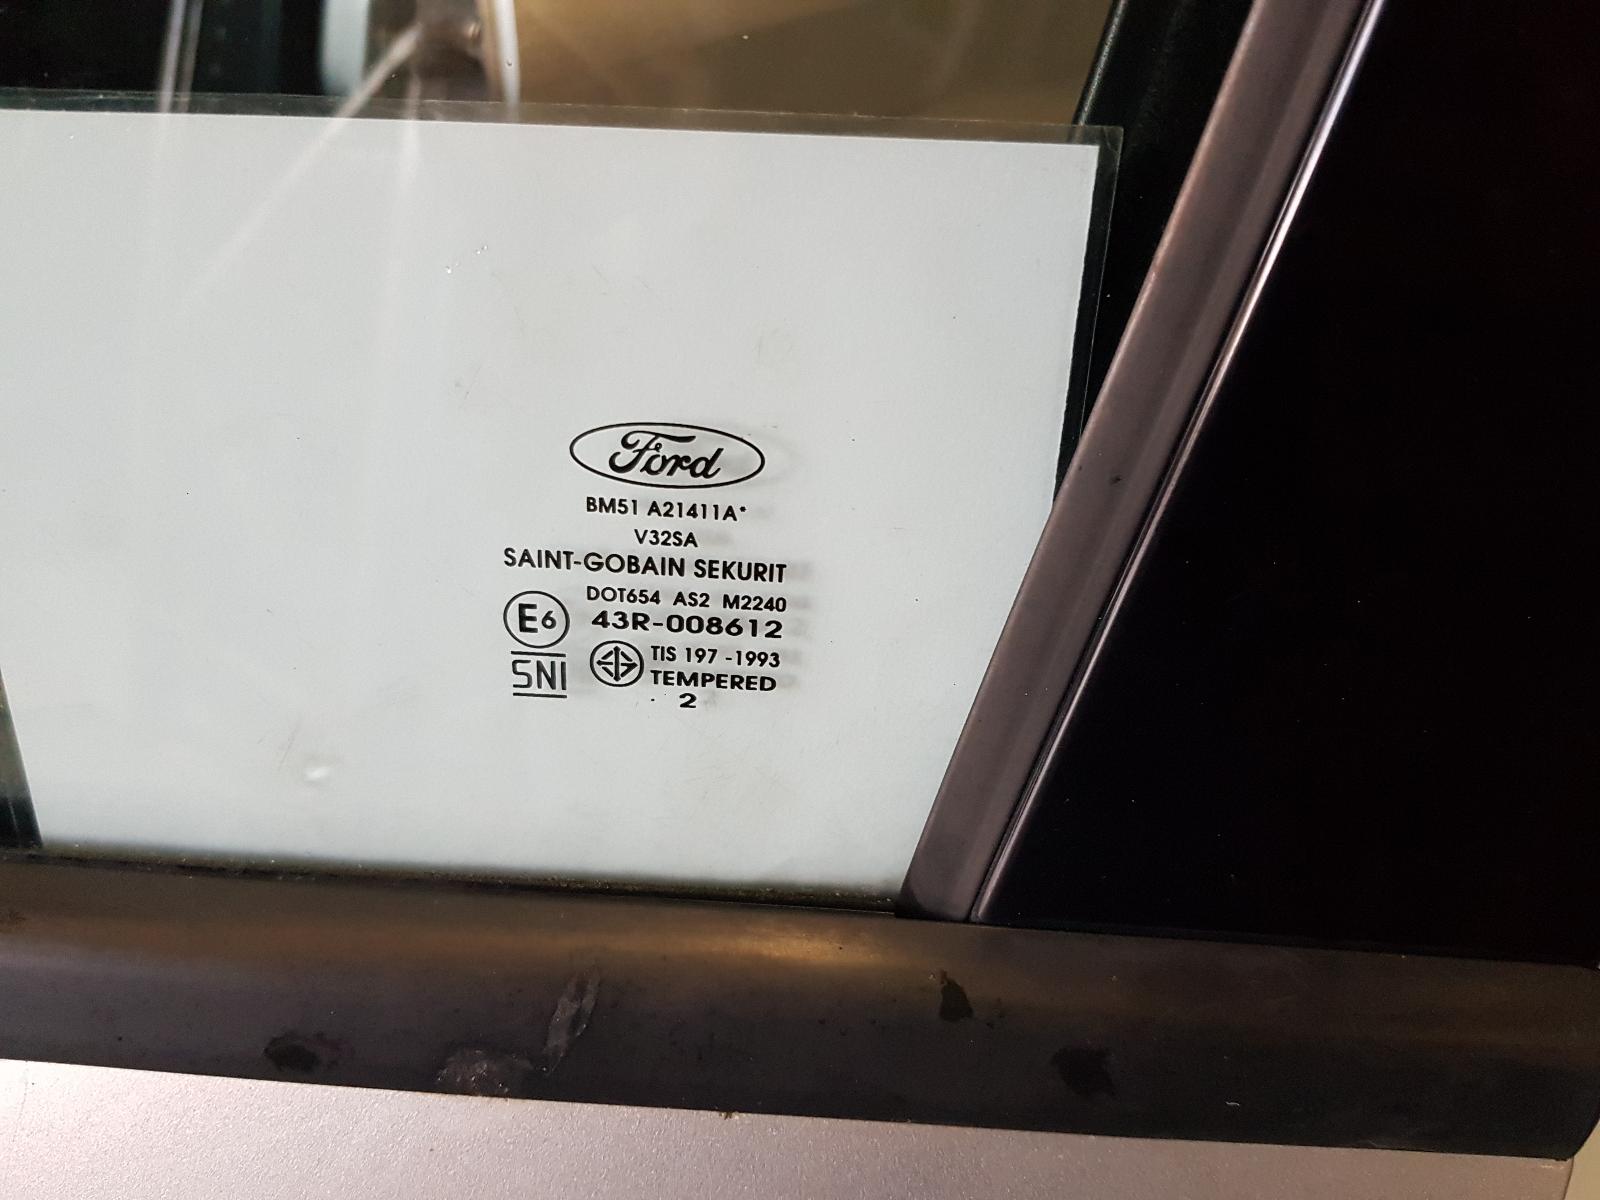 Ford
BM51 A21411A*
V32SA
SAINT-GOBAIN SEKURIT
DOT654 AS2 M2240
E6 43R-008612
SNI TIS 197 -1993
TEMPERED
. 2